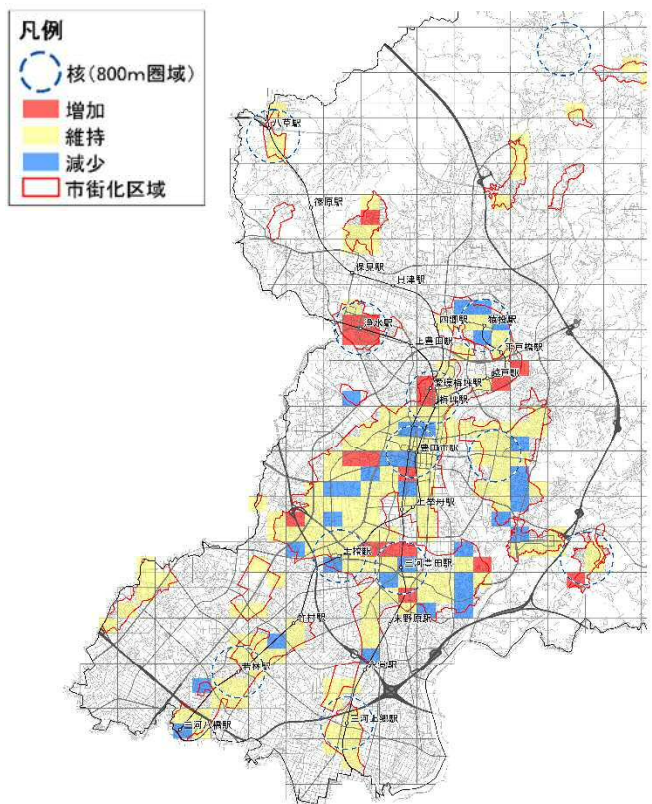 凡例
核(800m圏域)
増加
維持
減少
市街化区域
八草駅
篠原駅
保見駅
貝津駅
浄水駅
四郷駅
猿投駅
上豊田駅
平戸橋駅
越戸駅
愛環梅坪駅
梅坪駅
豊田市駅
上挙母駅
土橋駅
三河豊田駅
末野原駅
竹村駅
若林駅
三河八橋駅
三河上郷駅